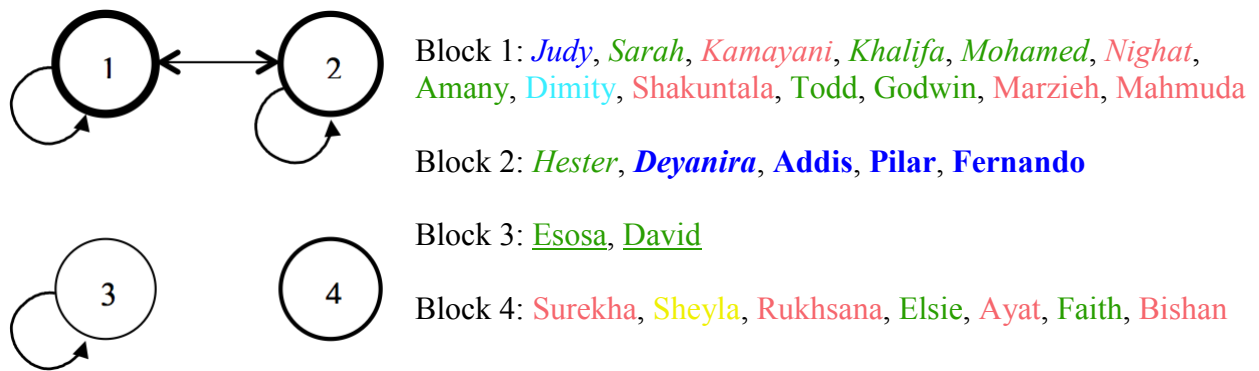 1
2
Block 1: Judy, Sarah, Kamayani, Khalifa, Mohamed, Nighat,
Amany, Dimity, Shakuntala, Todd, Godwin, Marzieh, Mahmuda
Block 2: Hester, Deyanira, Addis, Pilar, Fernando
3
4
Block 3: Esosa, David
Block 4: Surekha, Sheyla, Rukhsana, Elsie, Ayat, Faith, Bishan